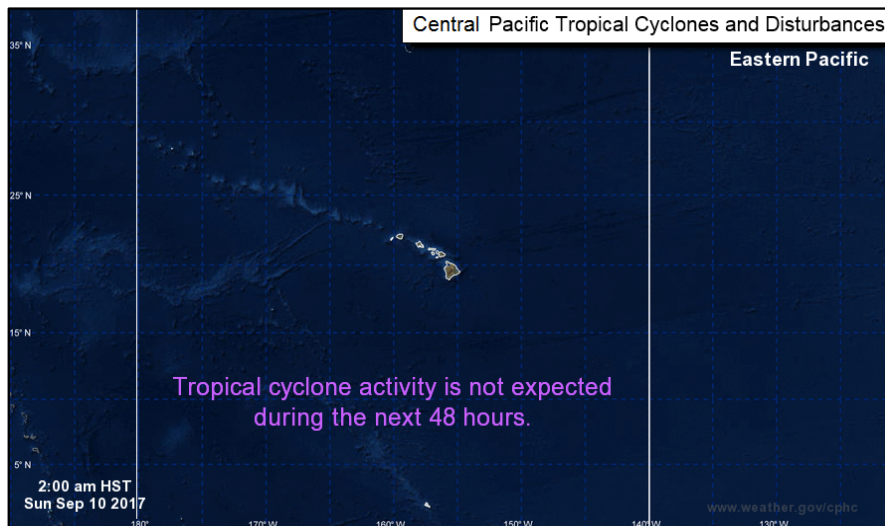 Central Pacific Tropical Cyclones and Disturbances
35° N
Eastern Pacific
25° N
15° N
Tropical cyclone activity is not expected
during the next 48 hours.
5° N
2:00 am HST
Sun Sep 10 2017
www.weather.gov/cphc
180°
170° W
160° W
150° W
140° W
130° W